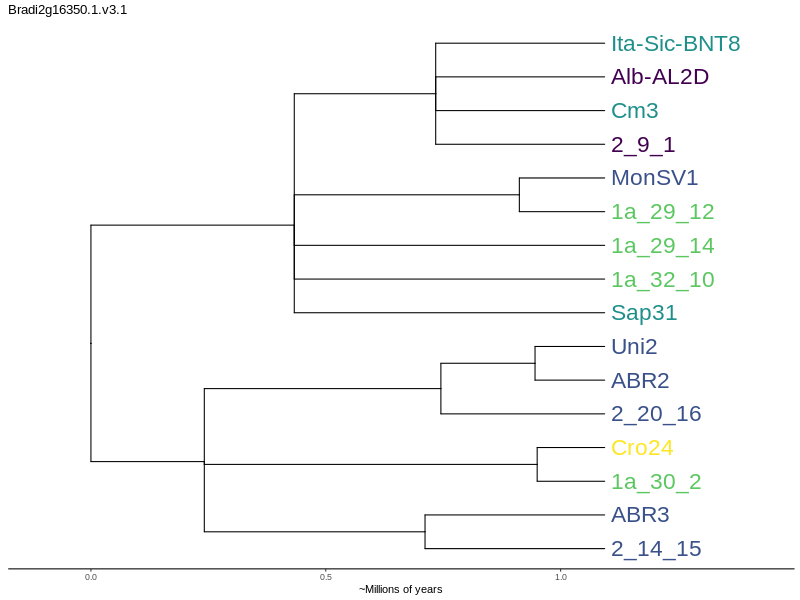 Bradi2g16350.1.v3.1
Ita-Sic-BNT8
Alb-AL2D
Cm3
2_9_1
MonSV1
1a_29_12
1a_29_14
1a_32_10
Sap31
Uni2
ABR2
2_20_16
Cro24
1a_30_2
ABR3
2_14_15
0.0 0.5 1.0
~Millions of years